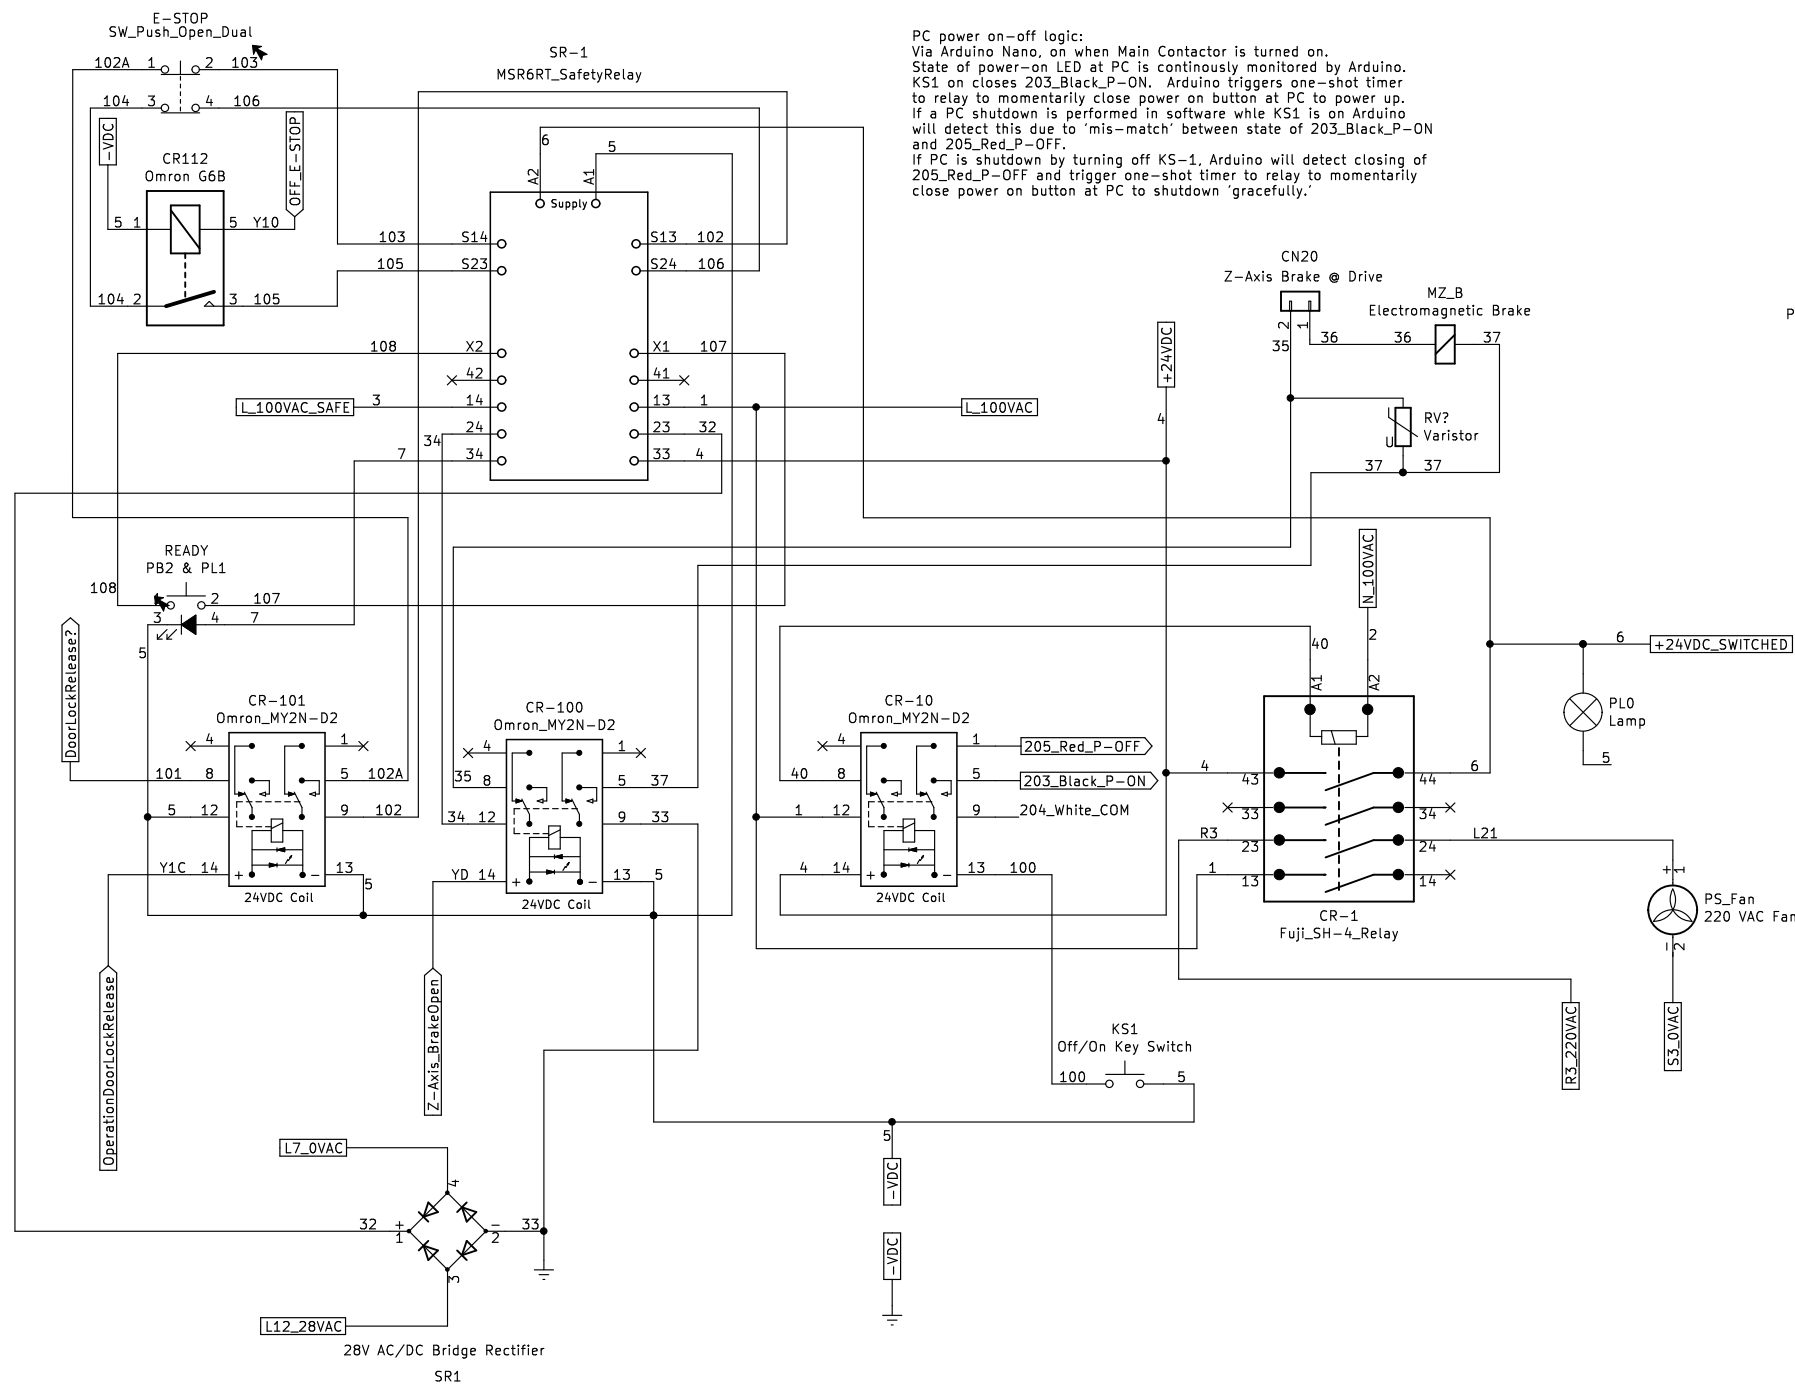 E-STOP
SW_Push_Open_Dual
102A 1 2 103
104 3 4 106
-VDC
OFF_E-STOP
CR112
Omron G6B
5 1 5 Y10
104 2 3 105
SR-1
MSR6RT_SafetyRelay
6 5
A2 A1
Supply
103 S14 S13 102
105 S23 S24 106
108 X2 X1 107
42 41
L_100VAC_SAFE 3 14 13 1 L_100VAC
34 24 23 32
7 34 33 4
PC power on-off logic:
Via Arduino Nano, on when Main Contactor is turned on.
State of power-on LED at PC is continously monitored by Arduino.
KS1 on closes 203_Black_P-ON.  Arduino triggers one-shot timer
to relay to momentarily close power on button at PC to power up.
If a PC shutdown is performed in software whle KS1 is on Arduino
will detect this due to 'mis-match' between state of 203_Black_P-ON
and 205_Red_P-OFF.
If PC is shutdown by turning off KS-1, Arduino will detect closing of
205_Red_P-OFF and trigger one-shot timer to relay to momentarily
close power on button at PC to shutdown 'gracefully.'
CN20
Z-Axis Brake @ Drive
2 1
35 36 36 37
MZ_B
Electromagnetic Brake
P
+24VDC
4
RV?
Varistor
U
37 37
READY
PB2 & PL1
108 2 107
3 4 7
5
DoorLockRelease?
CR-101
Omron_MY2N-D2
4 1
101 8 5 102A
5 12 9 102
Y1C 14 + - 13
5
24VDC Coil
OperationDoorLockRelease
CR-100
Omron_MY2N-D2
4 1
35 8 5 37
34 12 9 33
YD 14 + - 13 5
24VDC Coil
Z-Axis_BrakeOpen
CR-10
Omron_MY2N-D2
4 1 205_Red_P-OFF
40 8 5 203_Black_P-ON
1 12 9 204_White_COM
4 14 + - 13 100
24VDC Coil
N_100VAC
40 2
A1 A2
4 43 44 6
33 34
R3 23 24 L21
1 13 14
CR-1
Fuji_SH-4_Relay
6 +24VDC_SWITCHED
PL0
Lamp
5
+ 1
PS_Fan
220 VAC Fan
- 2
S3_0VAC
R3_220VAC
KS1
Off/On Key Switch
100 5
5
-VDC
-VDC
L7_0VAC
4
32 + 1 - 2 33
3
L12_28VAC
28V AC/DC Bridge Rectifier
SR1